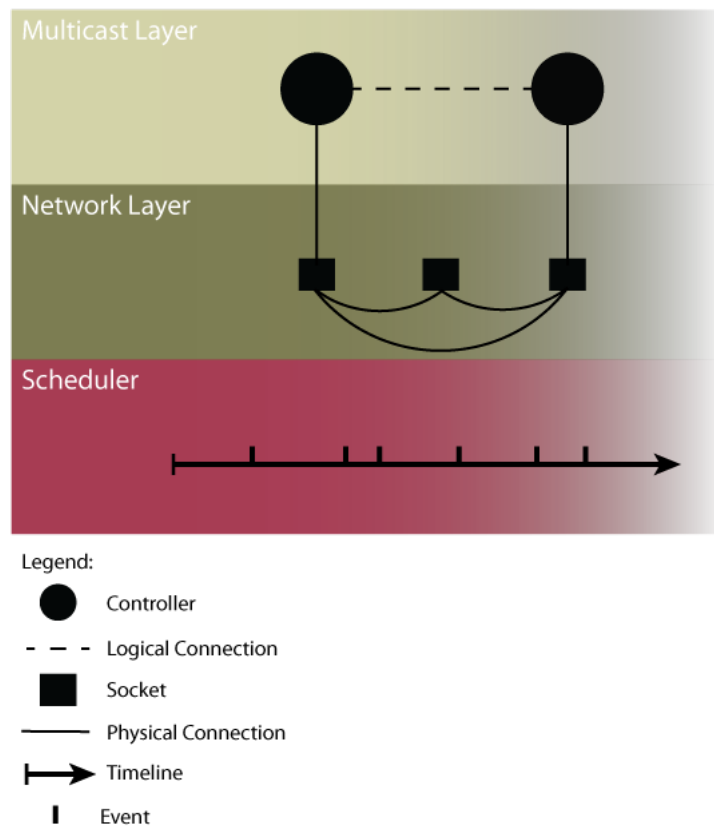 Multicast Layer
Network Layer
Scheduler
Legend:
Controller
Logical Connection
Socket
Physical Connection
Timeline
Event